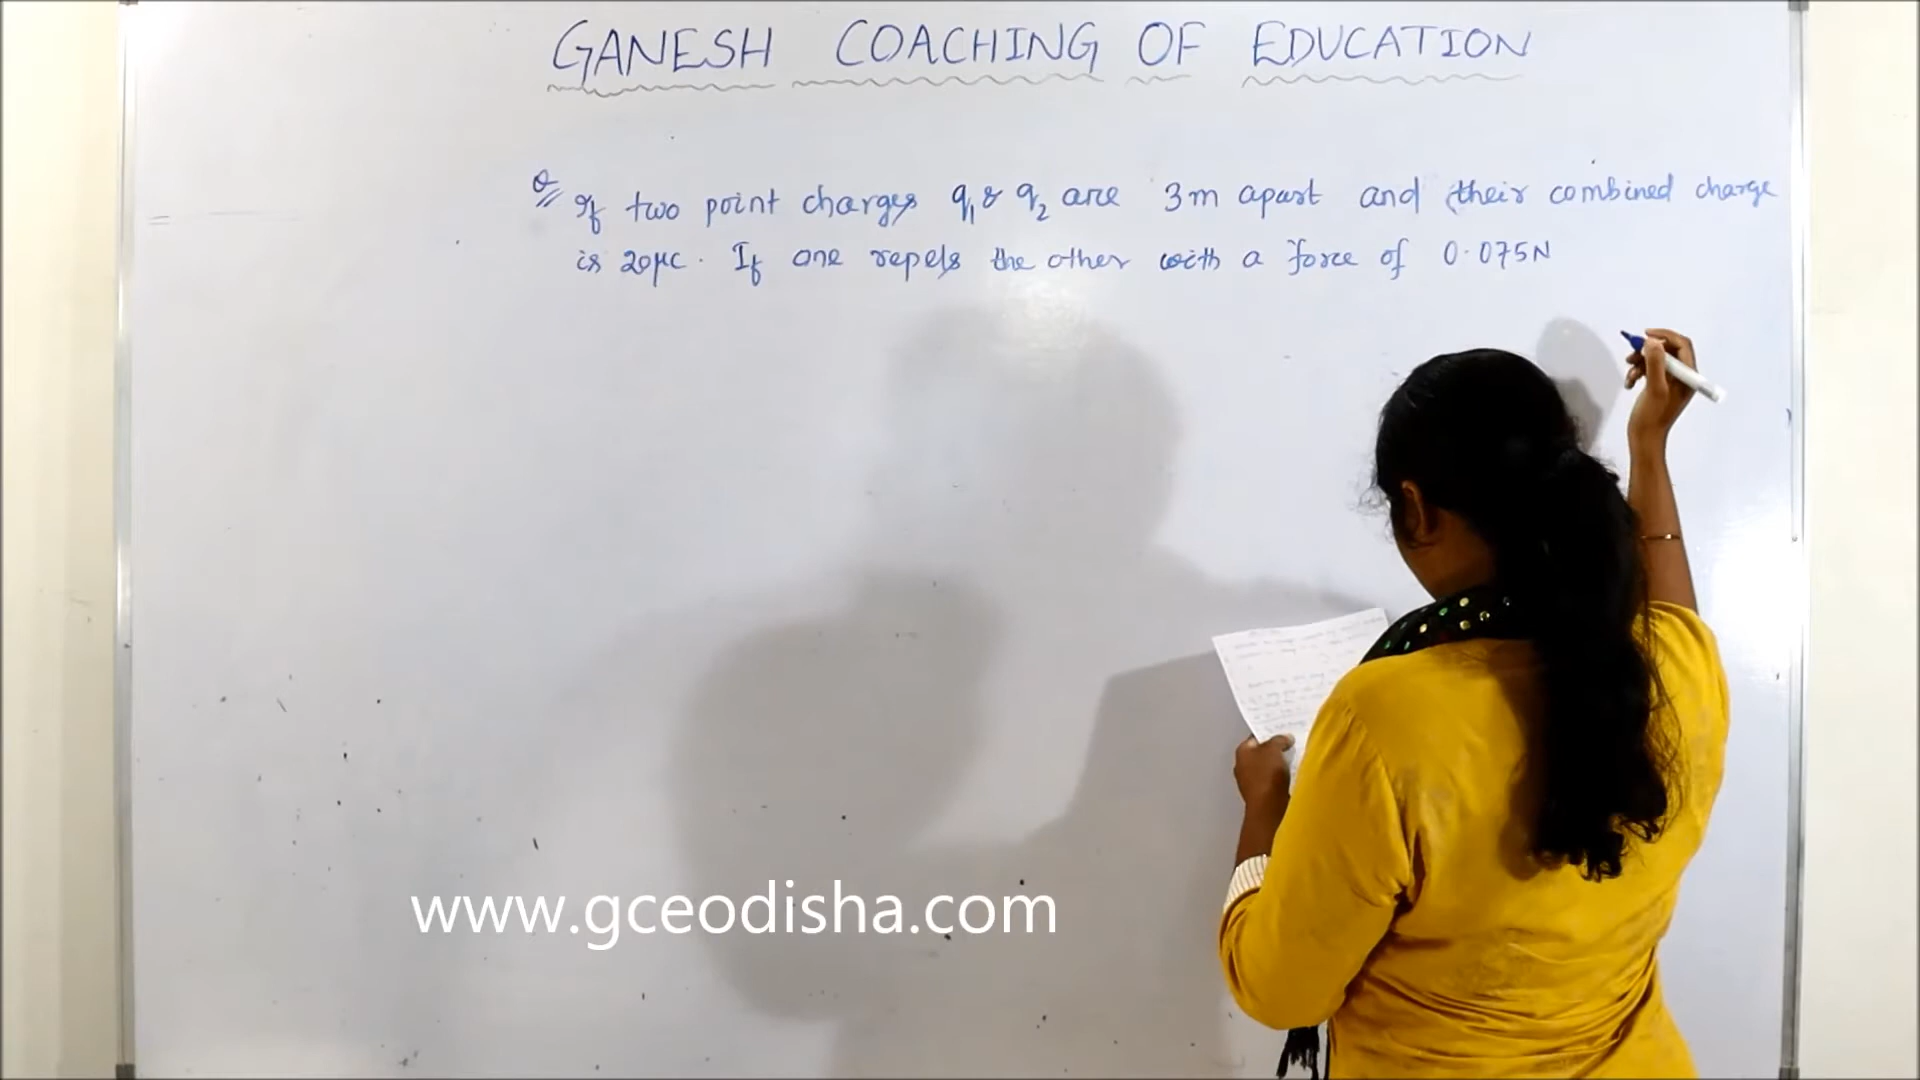 GANESH COACHING OF EDUCATION
Q If two point charges q1 & q2 are 3m apart and their combined charge
is 20μc. If one repels the other with a force of 0.075N
www.gceodisha.com